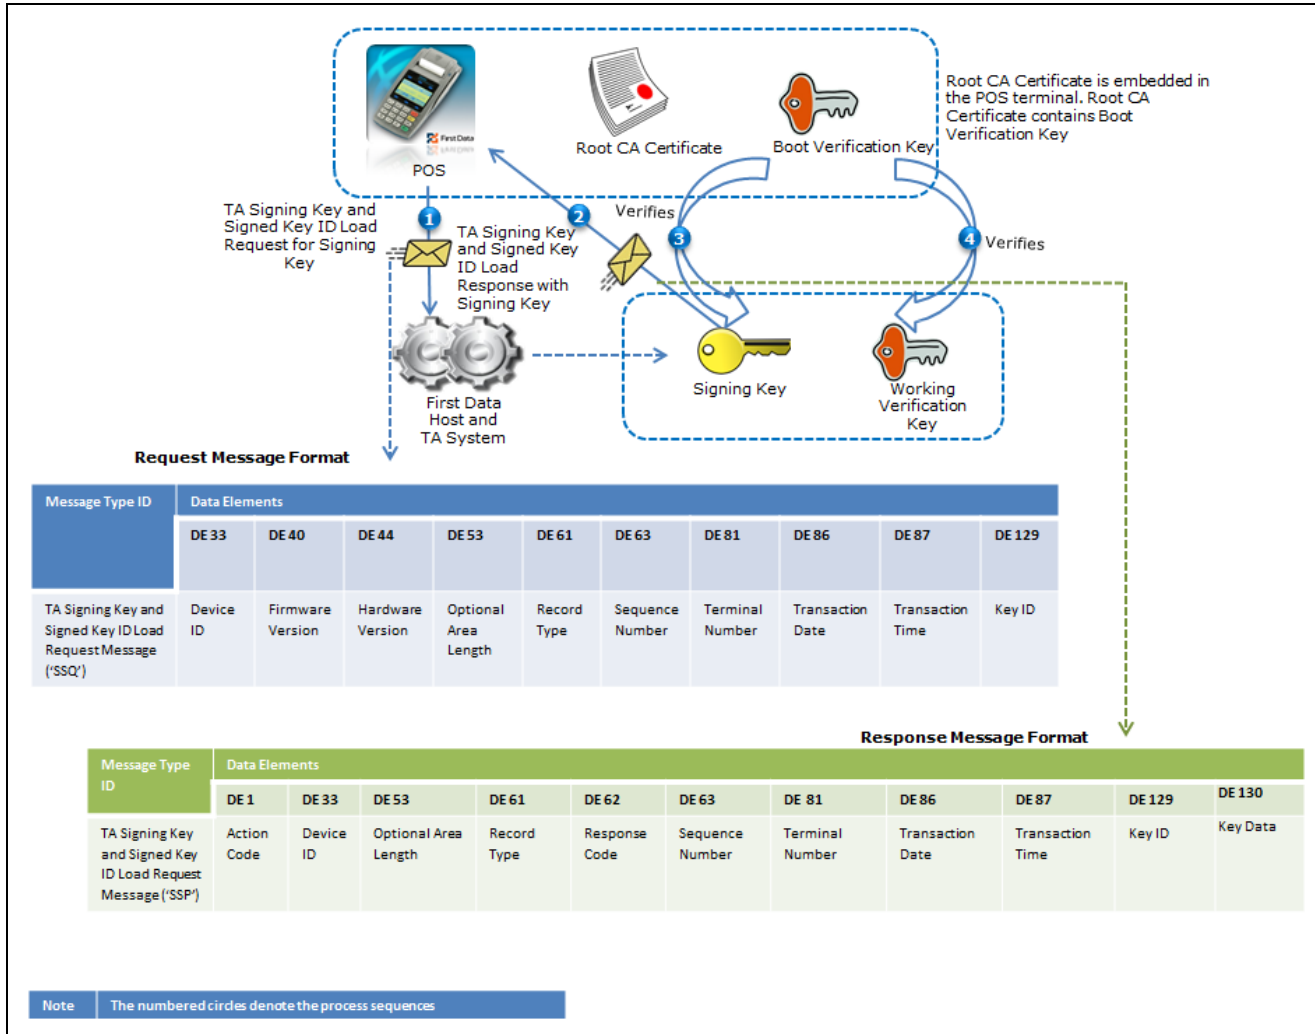 First Data
POS
Root CA Certificate
Boot Verification Key
Root CA Certificate is embedded in
the POS terminal. Root CA
Certificate contains Boot
Verification Key
TA Signing Key and
Signed Key ID Load
Request for Signing
Key
1
TA Signing Key
and Signed Key
ID Load
Response with
Signing Key
2
Verifies
3
4
Verifies
First Data
Host and
TA System
Signing Key
Working
Verification
Key
Request Message Format
Message Type ID
Data Elements
DE 33
DE 40
DE 44
DE 53
DE 61
DE 63
DE 81
DE 86
DE 87
DE 129
TA Signing Key and
Signed Key ID Load
Request Message
('SSQ')
Device
ID
Firmware
Version
Hardware
Version
Optional
Area
Length
Record
Type
Sequence
Number
Terminal
Number
Transaction
Date
Transaction
Time
Key ID
Response Message Format
Message Type
ID
Data Elements
DE 1
DE 33
DE 53
DE 61
DE 62
DE 63
DE 81
DE 86
DE 87
DE 129
DE 130
TA Signing Key
and Signed Key
ID Load Request
Message ('SSP')
Action
Code
Device
ID
Optional Area
Length
Record
Type
Response
Code
Sequence
Number
Terminal
Number
Transaction
Date
Transaction
Time
Key ID
Key Data
Note
The numbered circles denote the process sequences